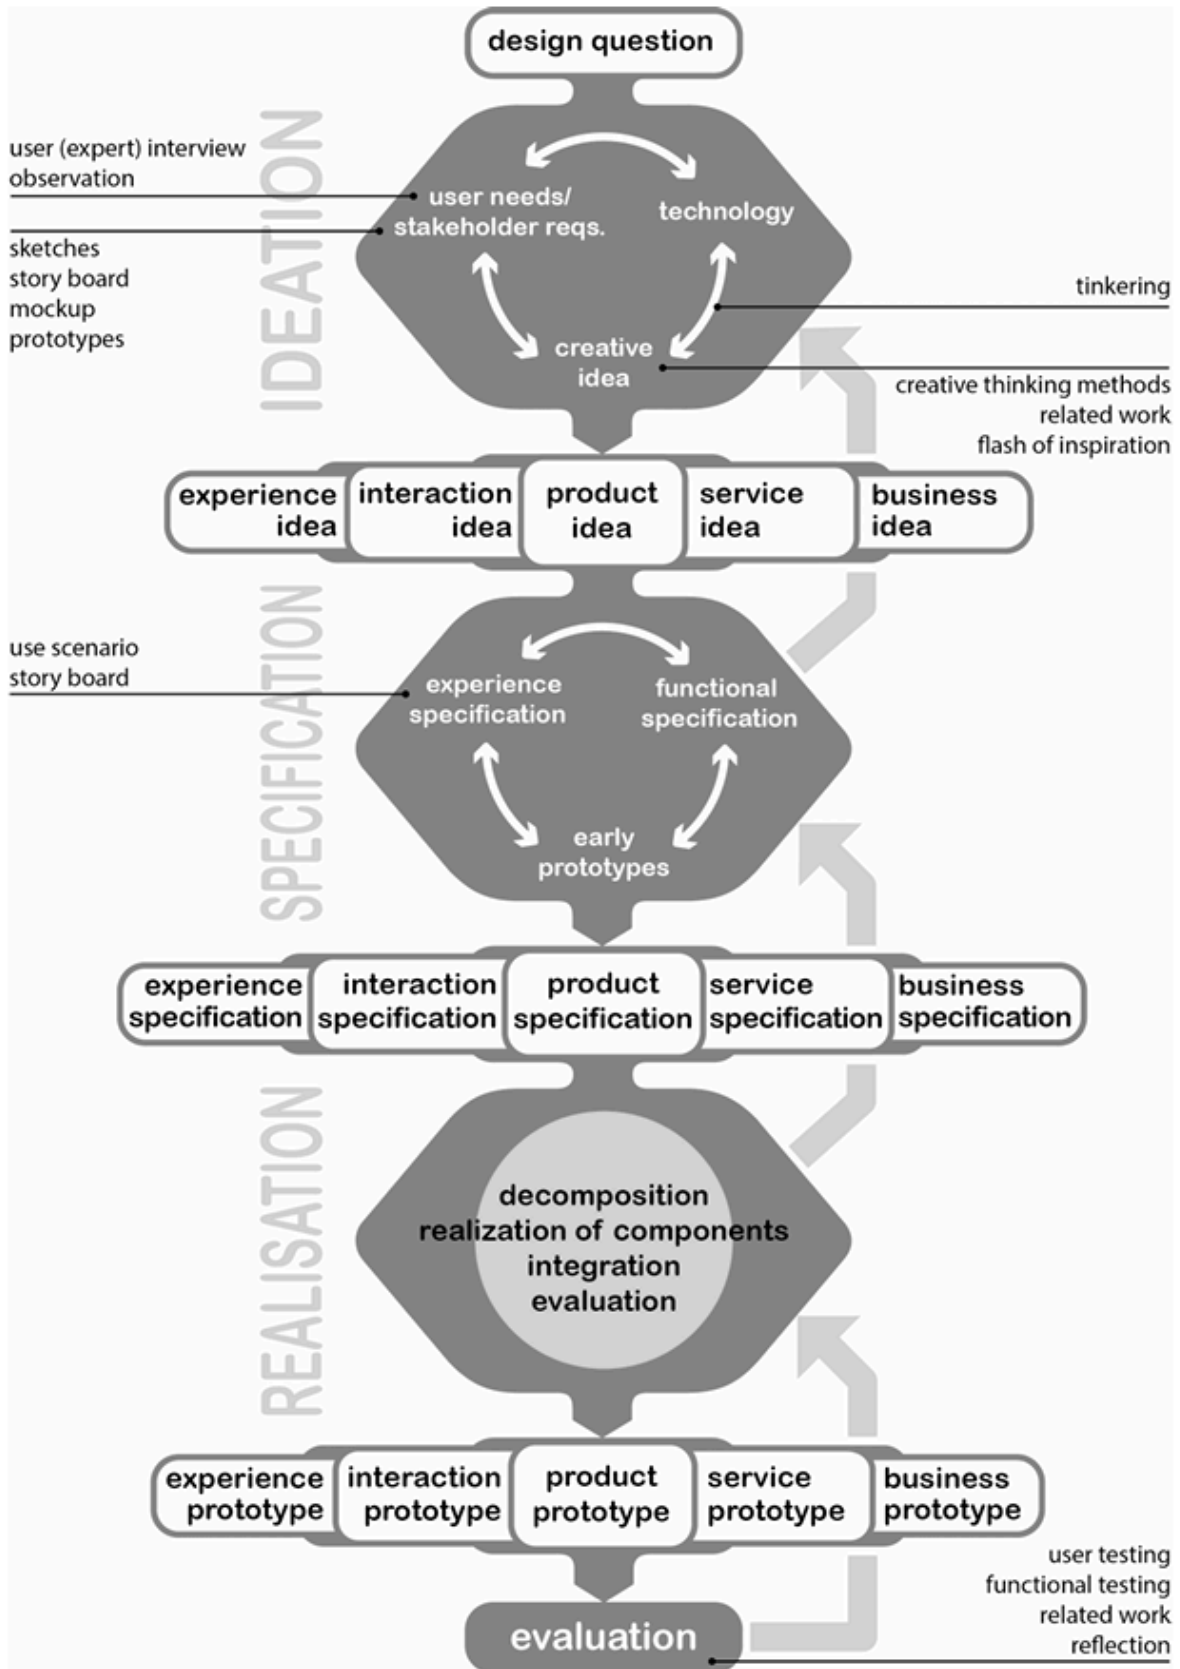 design question
IDEATION
user (expert) interview
observation
sketches
story board
mockup
prototypes
user needs/
stakeholder reqs.
technology
creative
idea
tinkering
creative thinking methods
related work
flash of inspiration
experience
idea
interaction
idea
product
idea
service
idea
business
idea
SPECIFICATION
use scenario
story board
experience
specification
functional
specification
early
prototypes
experience
specification
interaction
specification
product
specification
service
specification
business
specification
REALISATION
decomposition
realization of components
integration
evaluation
experience
prototype
interaction
prototype
product
prototype
service
prototype
business
prototype
evaluation
user testing
functional testing
related work
reflection